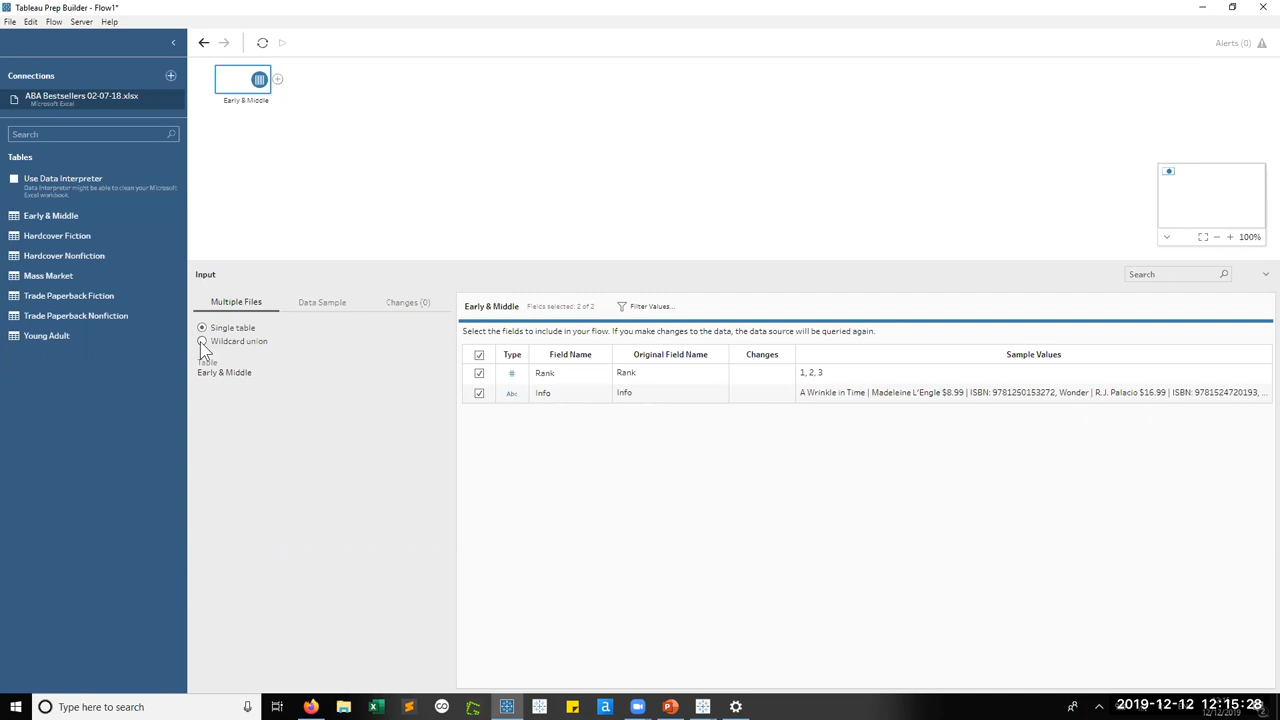 Tableau Prep Builder - Flow1*
File Edit Flow Server Help
Alerts (0)
Connections
ABA Bestsellers 02-07-18.xlsx
Microsoft Excel
Search
Tables
Use Data Interpreter
Data Interpreter might be able to clean your Microsoft
Excel workbook.
Early & Middle
Hardcover Fiction
Hardcover Nonfiction
Mass Market
Trade Paperback Fiction
Trade Paperback Nonfiction
Young Adult
Early & Middle
100%
Input
Search
Multiple Files Data Sample Changes (0)
Single table
Wildcard union
Table
Early & Middle
Early & Middle Fields selected: 2 of 2 Filter Values...
Select the fields to include in your flow. If you make changes to the data, the data source will be queried again.
Type Field Name Original Field Name Changes Sample Values
# Rank Rank 1, 2, 3
Abc Info Info A Wrinkle in Time | Madeleine L'Engle $8.99 | ISBN: 9781250153272, Wonder | R.J. Palacio $16.99 | ISBN: 9781524720193, ...
Type here to search
2019-12-12 12:15:28